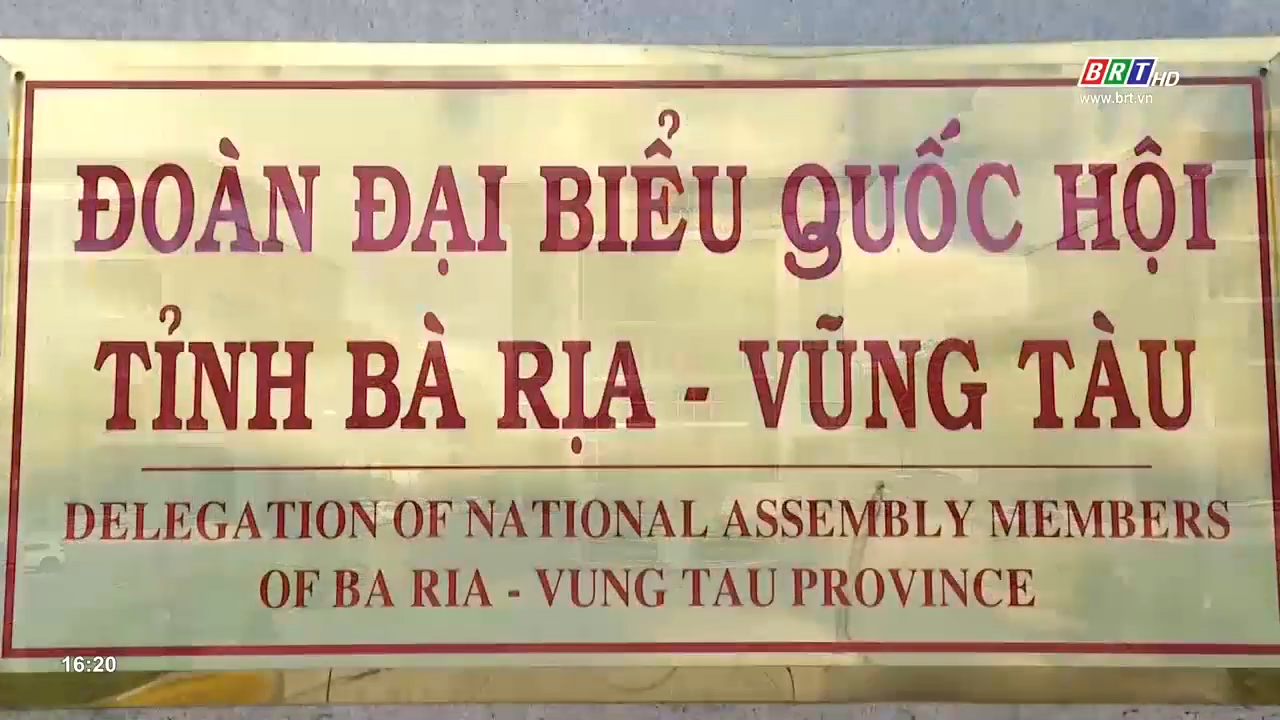 BRT HD
www.brt.vn
ĐOÀN ĐẠI BIỂU QUỐC HỘI
TỈNH BÀ RỊA - VŨNG TÀU
DELEGATION OF NATIONAL ASSEMBLY MEMBERS
OF BA RIA - VUNG TAU PROVINCE
16:20